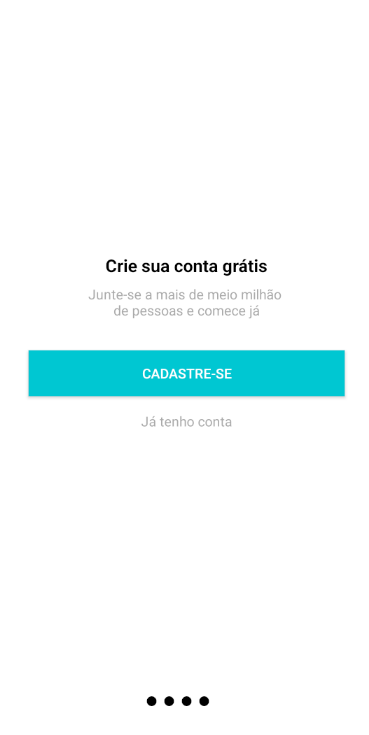 Crie sua conta grátis
Junte-se a mais de meio milhão
de pessoas e comece já
CADASTRE-SE
Já tenho conta